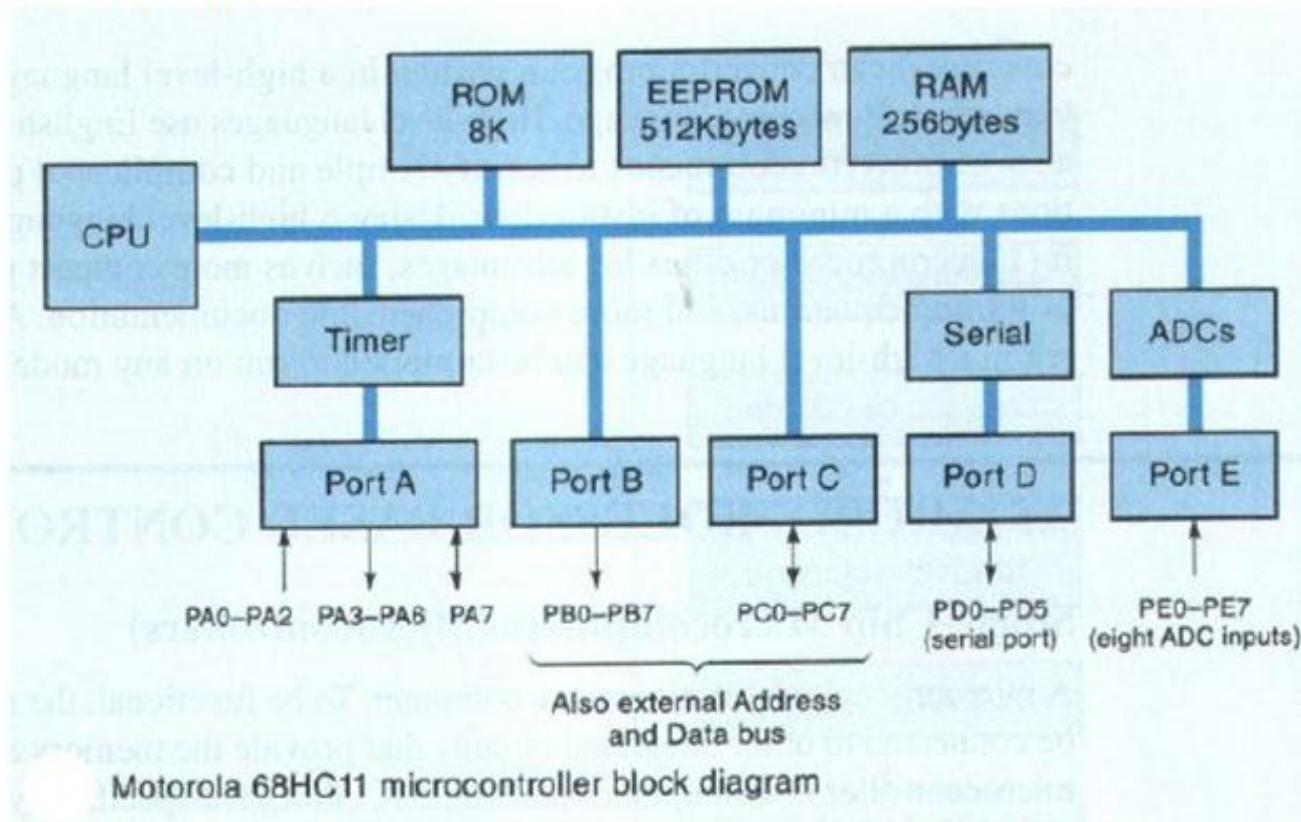 ROM
8K
EEPROM
512Kbytes
RAM
256bytes
CPU
Timer
Serial
ADCs
Port A
Port B
Port C
Port D
Port E
PA0–PA2
PA3–PA6
PA7
PB0–PB7
PC0–PC7
PD0–PD5
(serial port)
PE0–PE7
(eight ADC inputs)
Also external Address
and Data bus
Motorola 68HC11 microcontroller block diagram